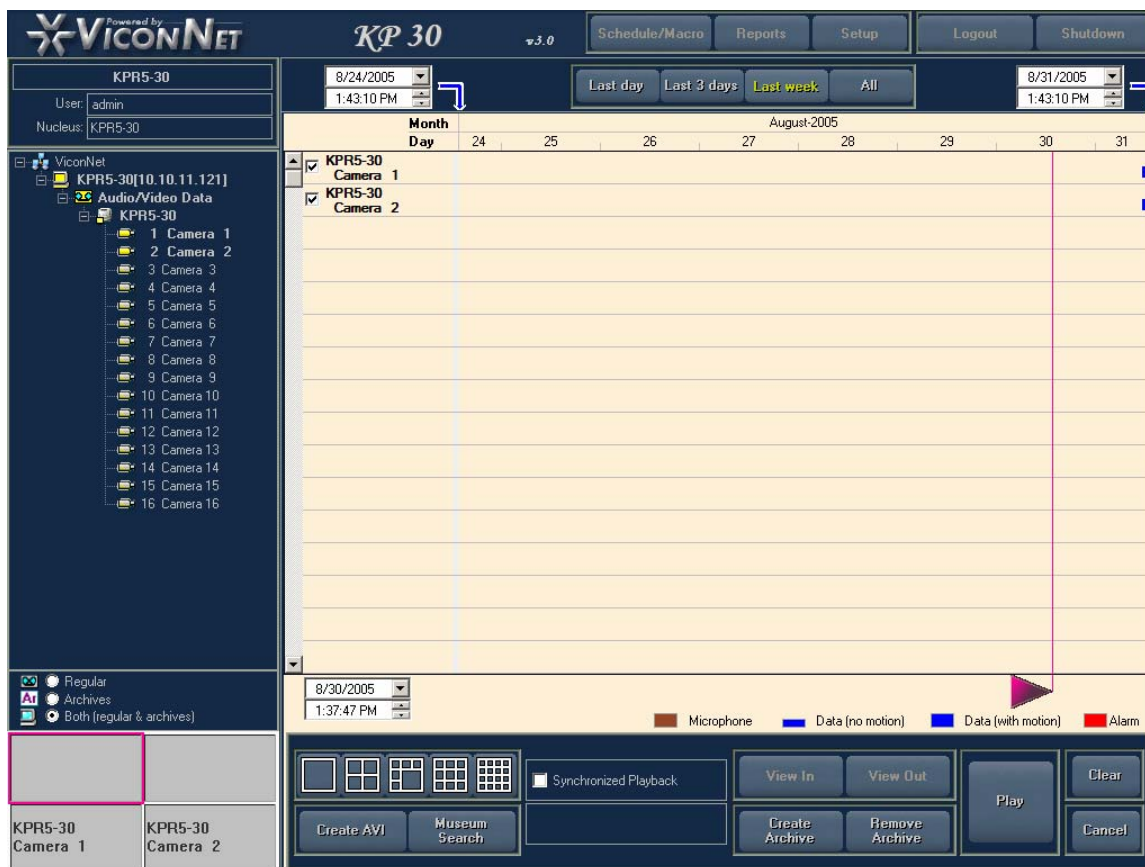 Powered by
VICONNET
KP 30 v3.0
Schedule/Macro Reports Setup Logout Shutdown
KPR5-30
User: admin
Nucleus: KPR5-30
8/24/2005
1:43:10 PM
Last day Last 3 days Last week All
8/31/2005
1:43:10 PM
Month August-2005
Day 24 25 26 27 28 29 30 31
ViconNet
KPR5-30[10.10.11.121]
Audio/Video Data
KPR5-30
1 Camera 1
2 Camera 2
3 Camera 3
4 Camera 4
5 Camera 5
6 Camera 6
7 Camera 7
8 Camera 8
9 Camera 9
10 Camera 10
11 Camera 11
12 Camera 12
13 Camera 13
14 Camera 14
15 Camera 15
16 Camera 16
KPR5-30
Camera 1
KPR5-30
Camera 2
Regular
Ar Archives
Both (regular & archives)
8/30/2005
1:37:47 PM
Microphone Data (no motion) Data (with motion) Alarm
KPR5-30
Camera 1
KPR5-30
Camera 2
Synchronized Playback
Create AVI
Museum
Search
View In View Out
Create
Archive
Remove
Archive
Play
Clear
Cancel